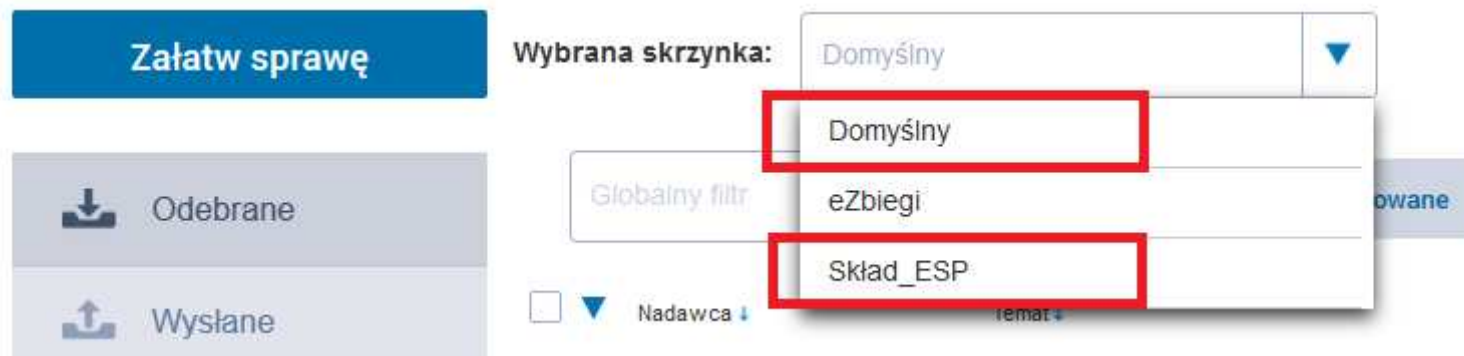 Załatw sprawę
Wybrana skrzynka:
Domyślny
Domyślny
Globalny filtr
eZbiegi
owane
Odebrane
Skład_ESP
Nadawca
Temat
Wysłane